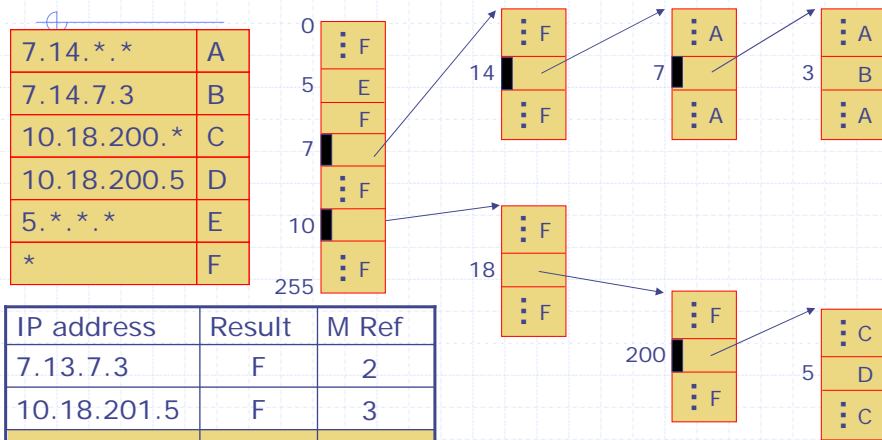 7.14.*.* A
7.14.7.3 B
10.18.200.* C
10.18.200.5 D
5.*.*.* E
* F
0
⋮ F
5 E
F
7
⋮ F
10
⋮ F
255
⋮ F
14
⋮ F
⋮ A
7
⋮ A
⋮ A
3 B
⋮ A
⋮ F
18
⋮ F
⋮ F
200
⋮ F
⋮ C
5 D
⋮ C
IP address Result M Ref
7.13.7.3 F 2
10.18.201.5 F 3